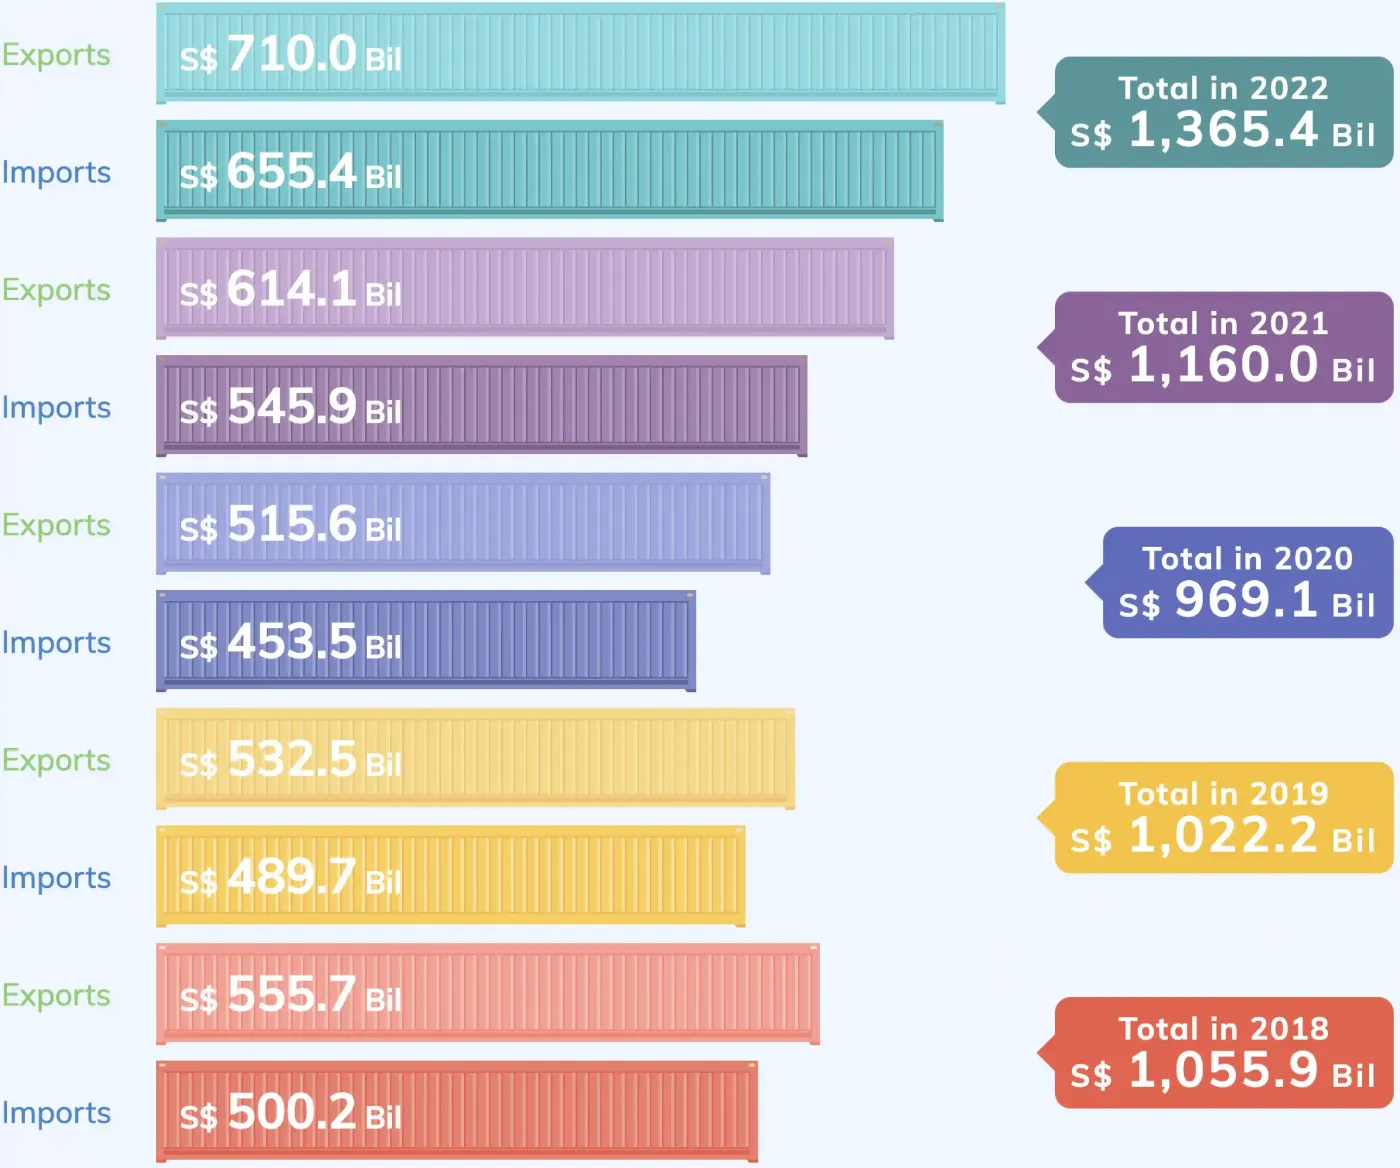 Exports
S$ 710.0 Bil
Total in 2022
S$ 1,365.4 Bil
Imports
S$ 655.4 Bil
Exports
S$ 614.1 Bil
Total in 2021
S$ 1,160.0 Bil
Imports
S$ 545.9 Bil
Exports
S$ 515.6 Bil
Total in 2020
S$ 969.1 Bil
Imports
S$ 453.5 Bil
Exports
S$ 532.5 Bil
Total in 2019
S$ 1,022.2 Bil
Imports
S$ 489.7 Bil
Exports
S$ 555.7 Bil
Total in 2018
S$ 1,055.9 Bil
Imports
S$ 500.2 Bil